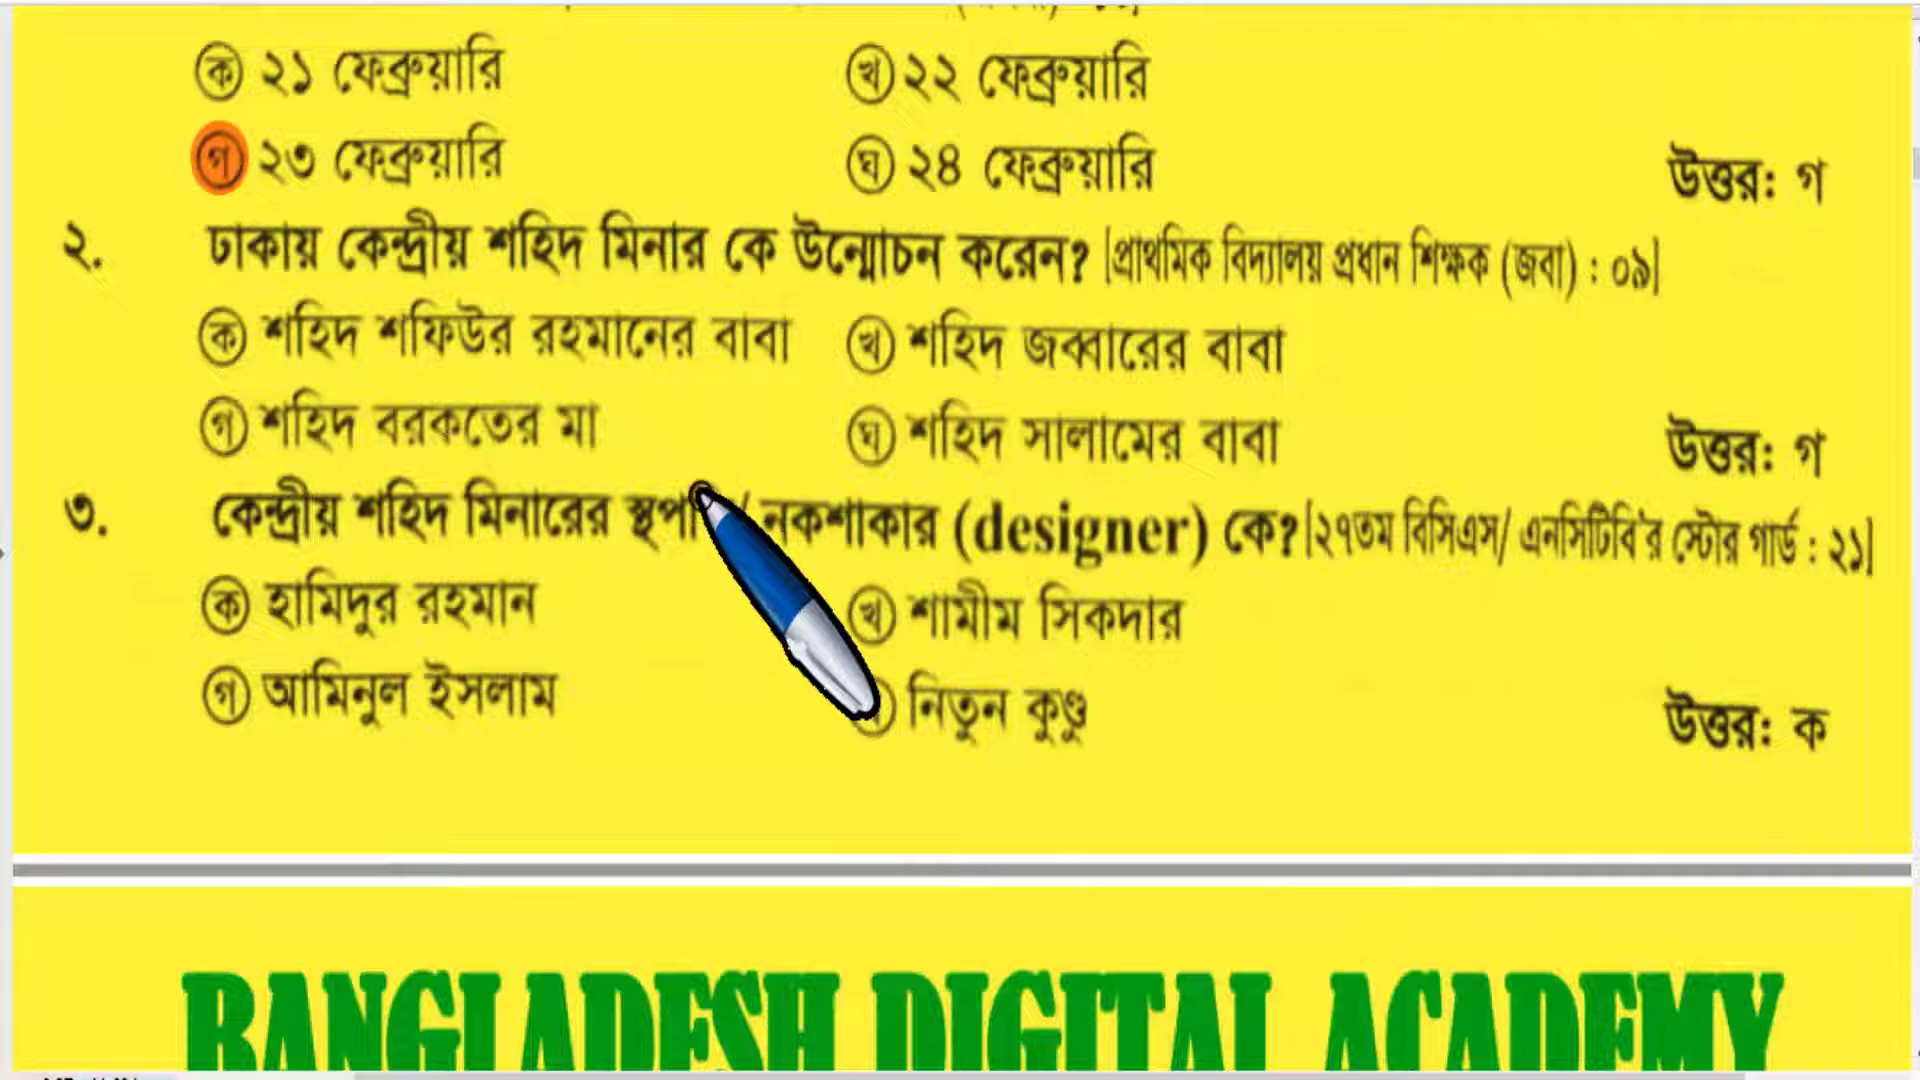 ক ২১ ফেব্রুয়ারি খ ২২ ফেব্রুয়ারি
গ ২৩ ফেব্রুয়ারি ঘ ২৪ ফেব্রুয়ারি উত্তর: গ
২. ঢাকায় কেন্দ্রীয় শহিদ মিনার কে উন্মোচন করেন? [প্রাথমিক বিদ্যালয় প্রধান শিক্ষক (জবা) : ০৯]
ক শহিদ শফিউর রহমানের বাবা খ শহিদ জব্বারের বাবা
গ শহিদ বরকতের মা ঘ শহিদ সালামের বাবা উত্তর: গ
৩. কেন্দ্রীয় শহিদ মিনারের / নকশাকার (designer) কে? [২৭তম বিসিএস/ এনসিটিবি'র স্টোর গার্ড : ২১]
ক হামিদুর রহমান খ শামীম সিকদার
গ আমিনুল ইসলাম নিতুন কুণ্ডু উত্তর: ক
BANGLADESH DIGITAL ACADEMY